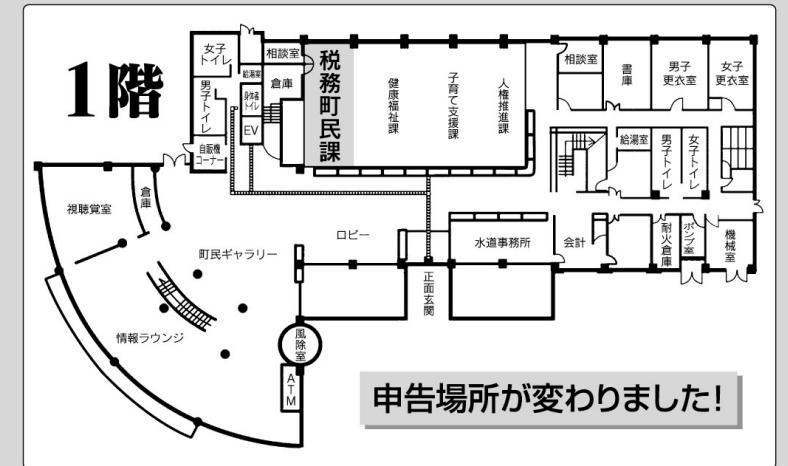 1階
女子
トイレ
給湯室
相談室
倉庫
男子トイレ
身障者
トイレ
EV
自販機
コーナー
税務町民課
健康福祉課
子育て支援課
人権推進課
相談室
書庫
男子
更衣室
女子
更衣室
給湯室
男子トイレ
女子トイレ
視聴覚室
倉庫
町民ギャラリー
ロビー
水道事務所
会計
耐火倉庫
ポンプ室
機械室
正面玄関
情報ラウンジ
風除室
ATM
申告場所が変わりました!